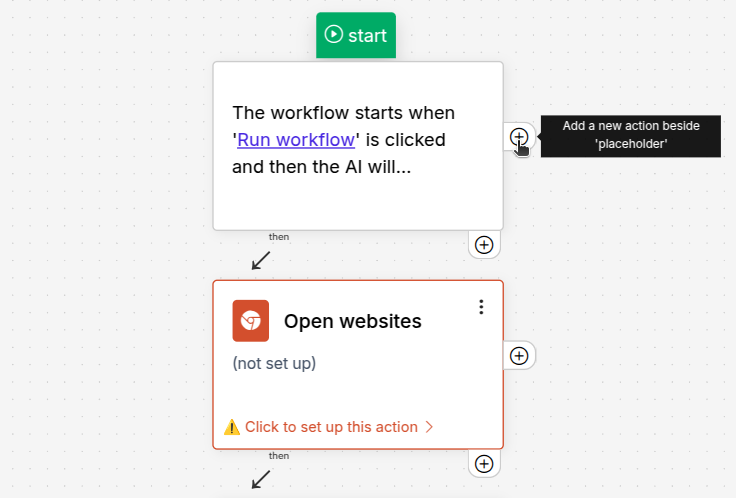 start
The workflow starts when
'Run workflow' is clicked
and then the AI will...
Add a new action beside
'placeholder'
then
Open websites
(not set up)
Click to set up this action
then